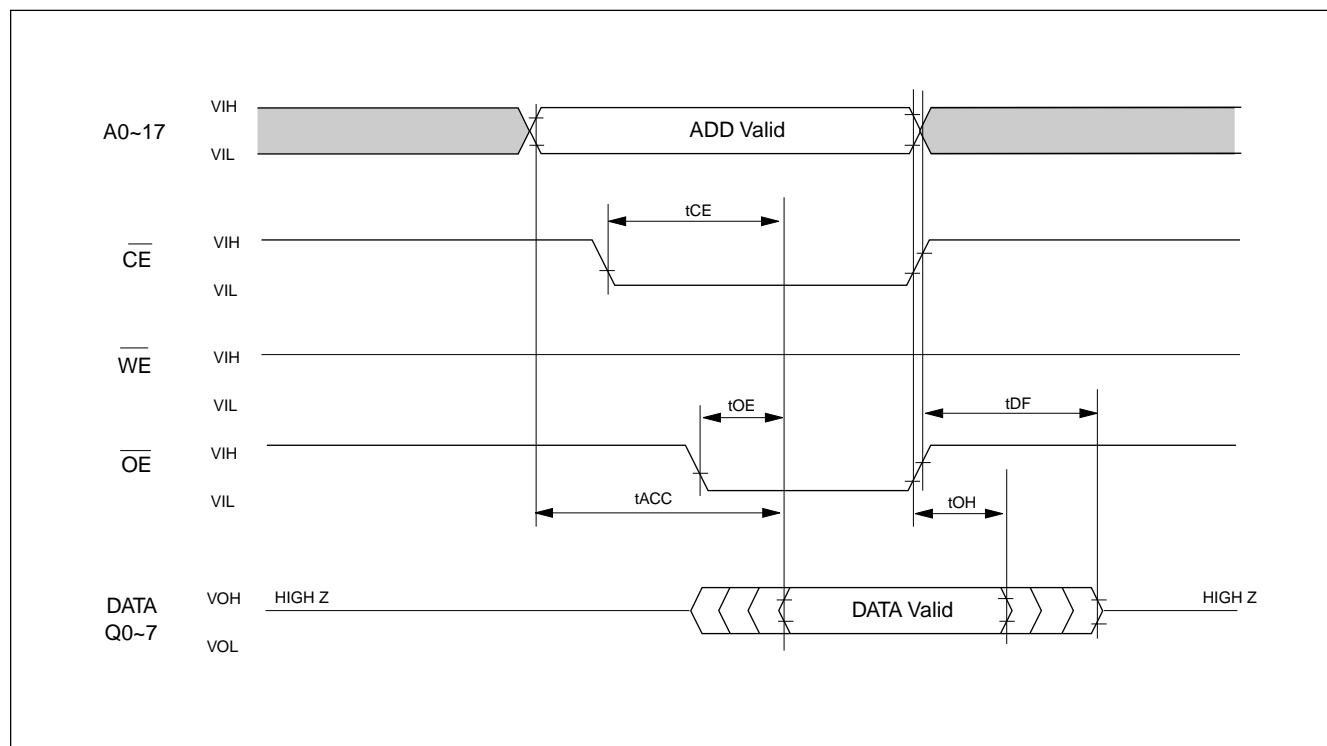 VIH
A0~17
ADD Valid
VIL
tCE
VIH
CE
VIL
WE
VIH
VIL
tOE
tDF
VIH
OE
VIL
tACC
tOH
DATA
Q0~7
VOH
HIGH Z
DATA Valid
HIGH Z
VOL